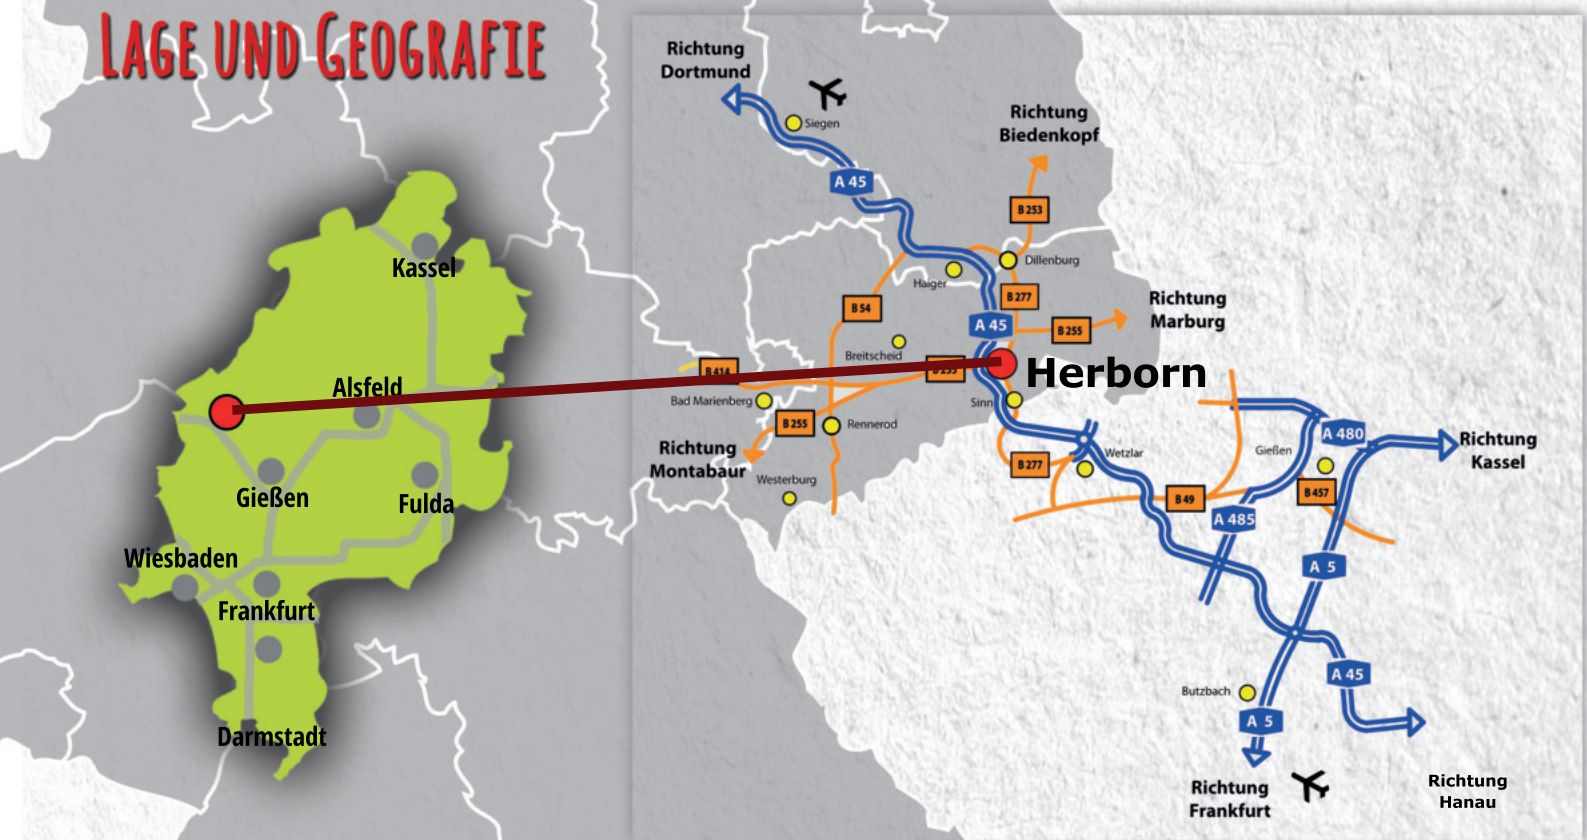 LAGE UND GEOGRAFIE
Kassel
Alsfeld
Gießen
Fulda
Wiesbaden
Frankfurt
Darmstadt
Richtung
Dortmund
Siegen
A 45
Richtung
Biedenkopf
B 253
Dillenburg
Haiger
B 277
B 54
A 45
B 255
Richtung
Marburg
Breitscheid
B 414
B 255
Herborn
Bad Marienberg
Sinn
B 255
Rennerod
Richtung
Montabaur
Westerburg
B 277
Wetzlar
Gießen
A 480
Richtung
Kassel
B 49
B 457
A 485
A 5
Butzbach
A 45
A 5
Richtung
Frankfurt
Richtung
Hanau